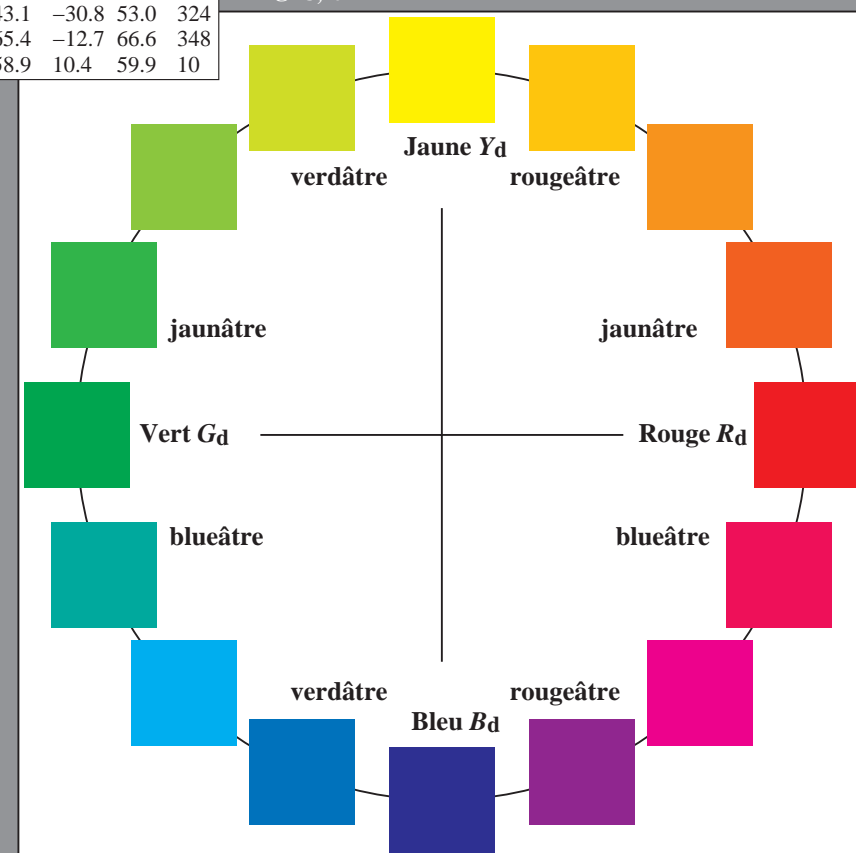 −30.8 53.0 324
−12.7 66.6 348
10.4 59.9 10
Jaune Yd
verdâtre rougeâtre
jaunâtre jaunâtre
Vert Gd Rouge Rd
blueâtre blueâtre
verdâtre rougeâtre
Bleu Bd